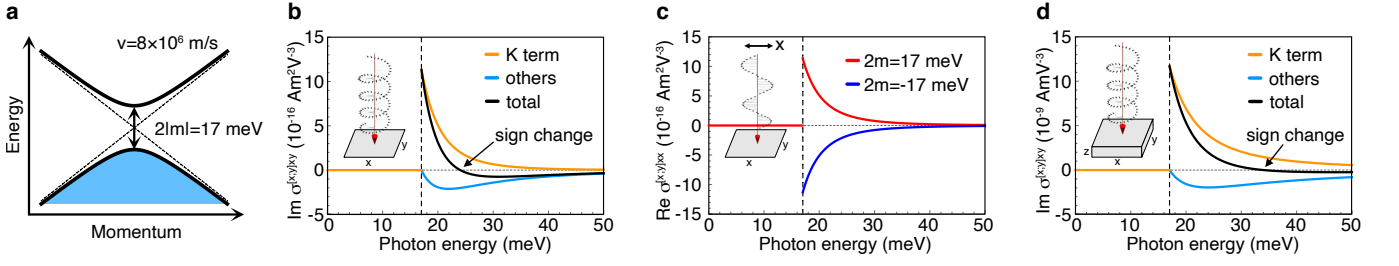 a
v=8×10⁶ m/s
2|m|=17 meV
Energy
Momentum
b
15
10
5
0
-5
Im σ^[x;y]xy (10⁻¹⁶ Am²V⁻³)
K term
others
total
sign change
x
y
0 10 20 30 40 50
Photon energy (meV)
c
15
10
5
0
-5
-10
-15
Re σ^[x;y]xx (10⁻¹⁶ Am²V⁻³)
x
2m=17 meV
2m=-17 meV
x
y
0 10 20 30 40 50
Photon energy (meV)
d
15
10
5
0
-5
Im σ^[x;y]xy (10⁻⁹ AmV⁻³)
K term
others
total
sign change
z
x
y
0 10 20 30 40 50
Photon energy (meV)